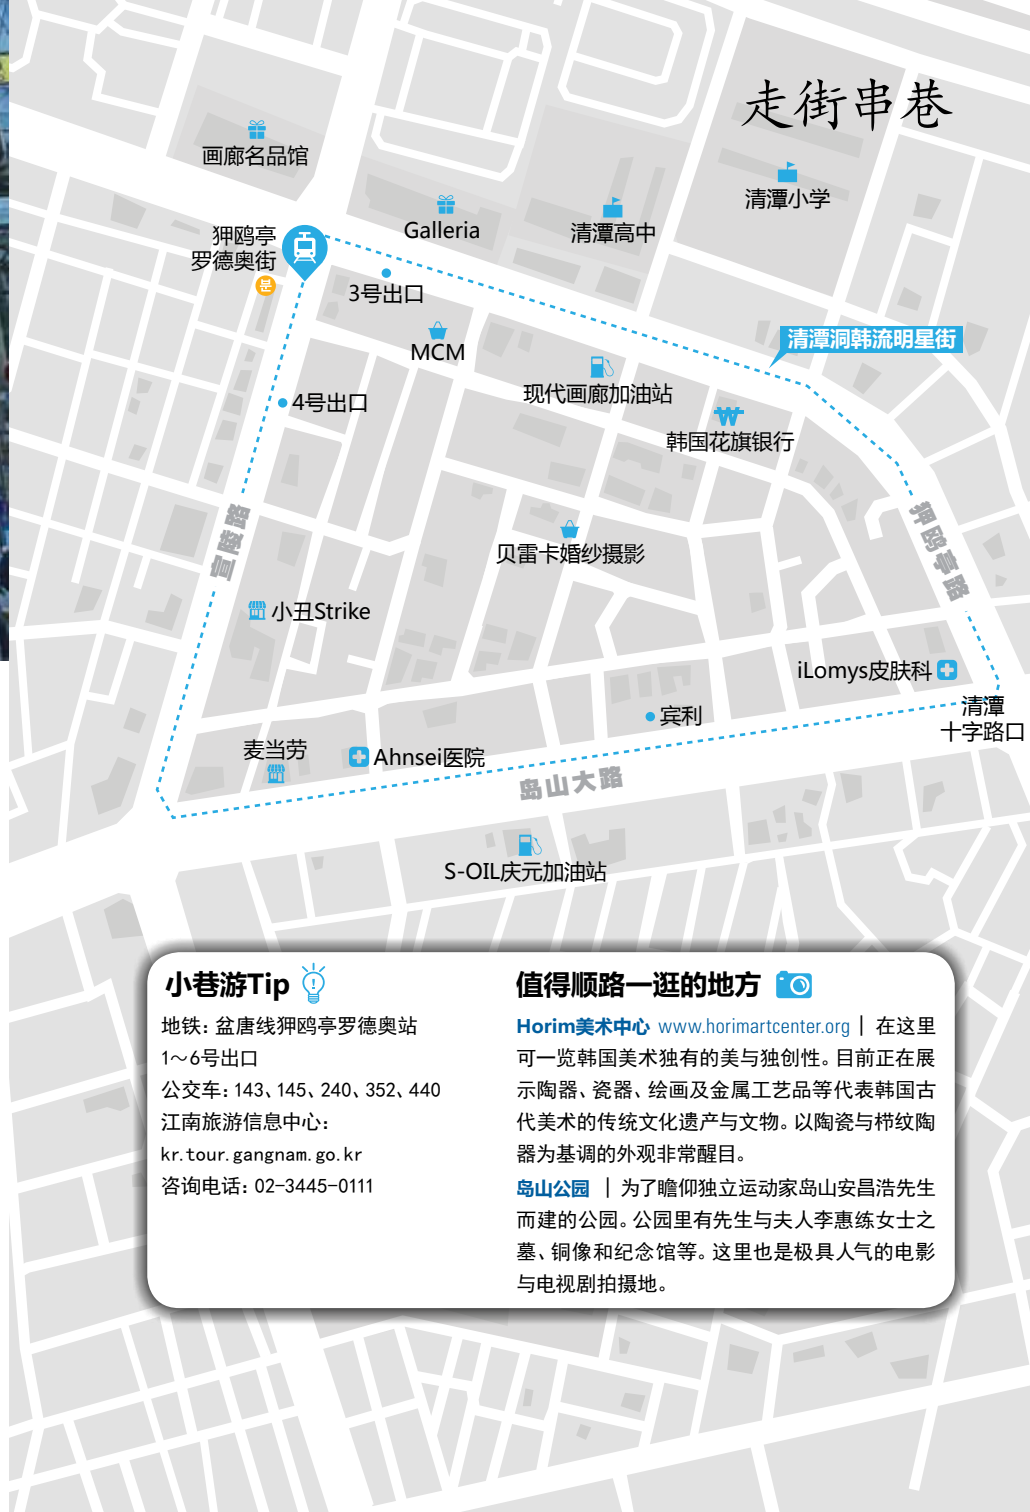 走街串巷
画廊名品馆
清潭小学
Galleria
清潭高中
狎鸥亭
罗德奥街
분
3号出口
清潭洞韩流明星街
MCM
现代画廊加油站
4号出口
韩国花旗银行
宣陵路
狎鸥亭路
贝雷卡婚纱摄影
小丑Strike
iLomys皮肤科
清潭
十字路口
宾利
麦当劳
Ahnsei医院
岛山大路
S-OIL庆元加油站
小巷游Tip
地铁：盆唐线狎鸥亭罗德奥站
1～6号出口
公交车：143、145、240、352、440
江南旅游信息中心：
kr.tour.gangnam.go.kr
咨询电话：02-3445-0111
值得顺路一逛的地方
Horim美术中心 www.horimartcenter.org｜在这里
可一览韩国美术独有的美与独创性。目前正在展
示陶器、瓷器、绘画及金属工艺品等代表韩国古
代美术的传统文化遗产与文物。以陶瓷与栉纹陶
器为基调的外观非常醒目。
岛山公园 ｜为了瞻仰独立运动家岛山安昌浩先生
而建的公园。公园里有先生与夫人李惠练女士之
墓、铜像和纪念馆等。这里也是极具人气的电影
与电视剧拍摄地。